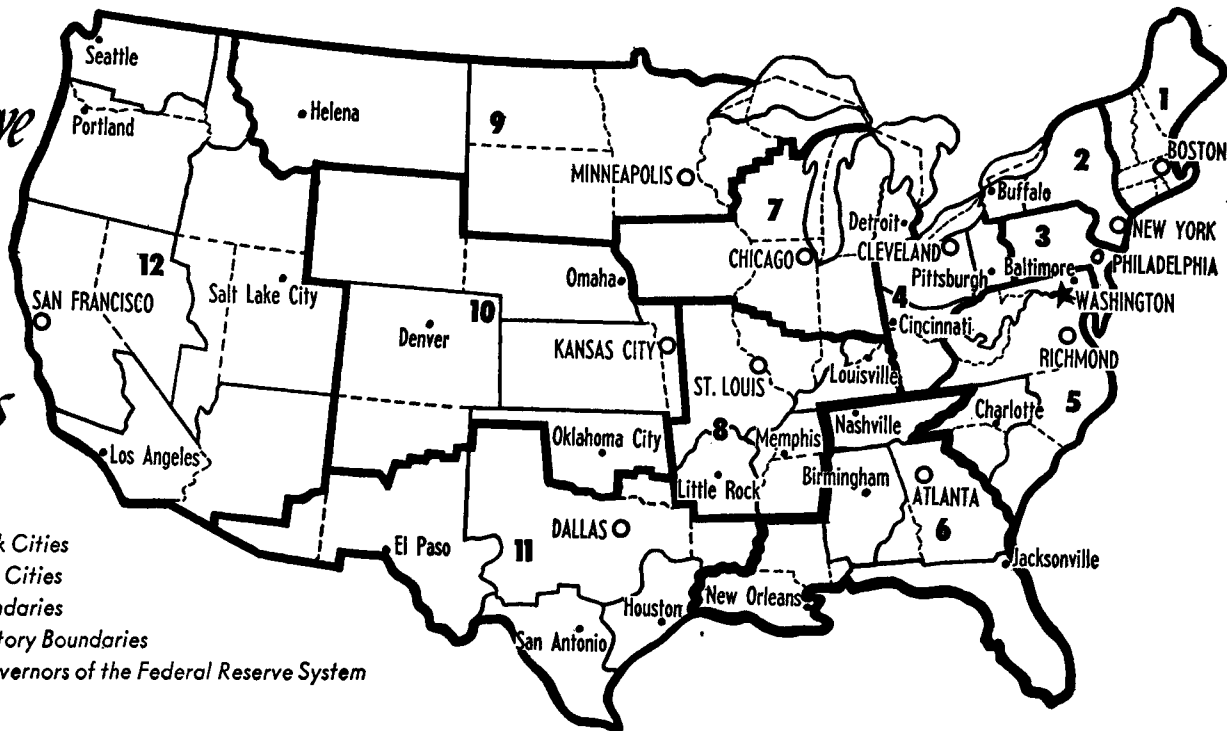 Seattle
Portland
Helena
9
MINNEAPOLIS
7
1
BOSTON
2
Buffalo
Detroit
CLEVELAND
3
NEW YORK
Pittsburgh
Baltimore
PHILADELPHIA
WASHINGTON
CHICAGO
Omaha
12
SAN FRANCISCO
Salt Lake City
Denver
10
KANSAS CITY
4
Cincinnati
RICHMOND
ST. LOUIS
Louisville
5
Charlotte
Nashville
8
Memphis
Oklahoma City
Los Angeles
Little Rock
Birmingham
ATLANTA
6
DALLAS
El Paso
11
Jacksonville
New Orleans
Houston
San Antonio
Cities
Cities
Boundaries
of the Federal Reserve System